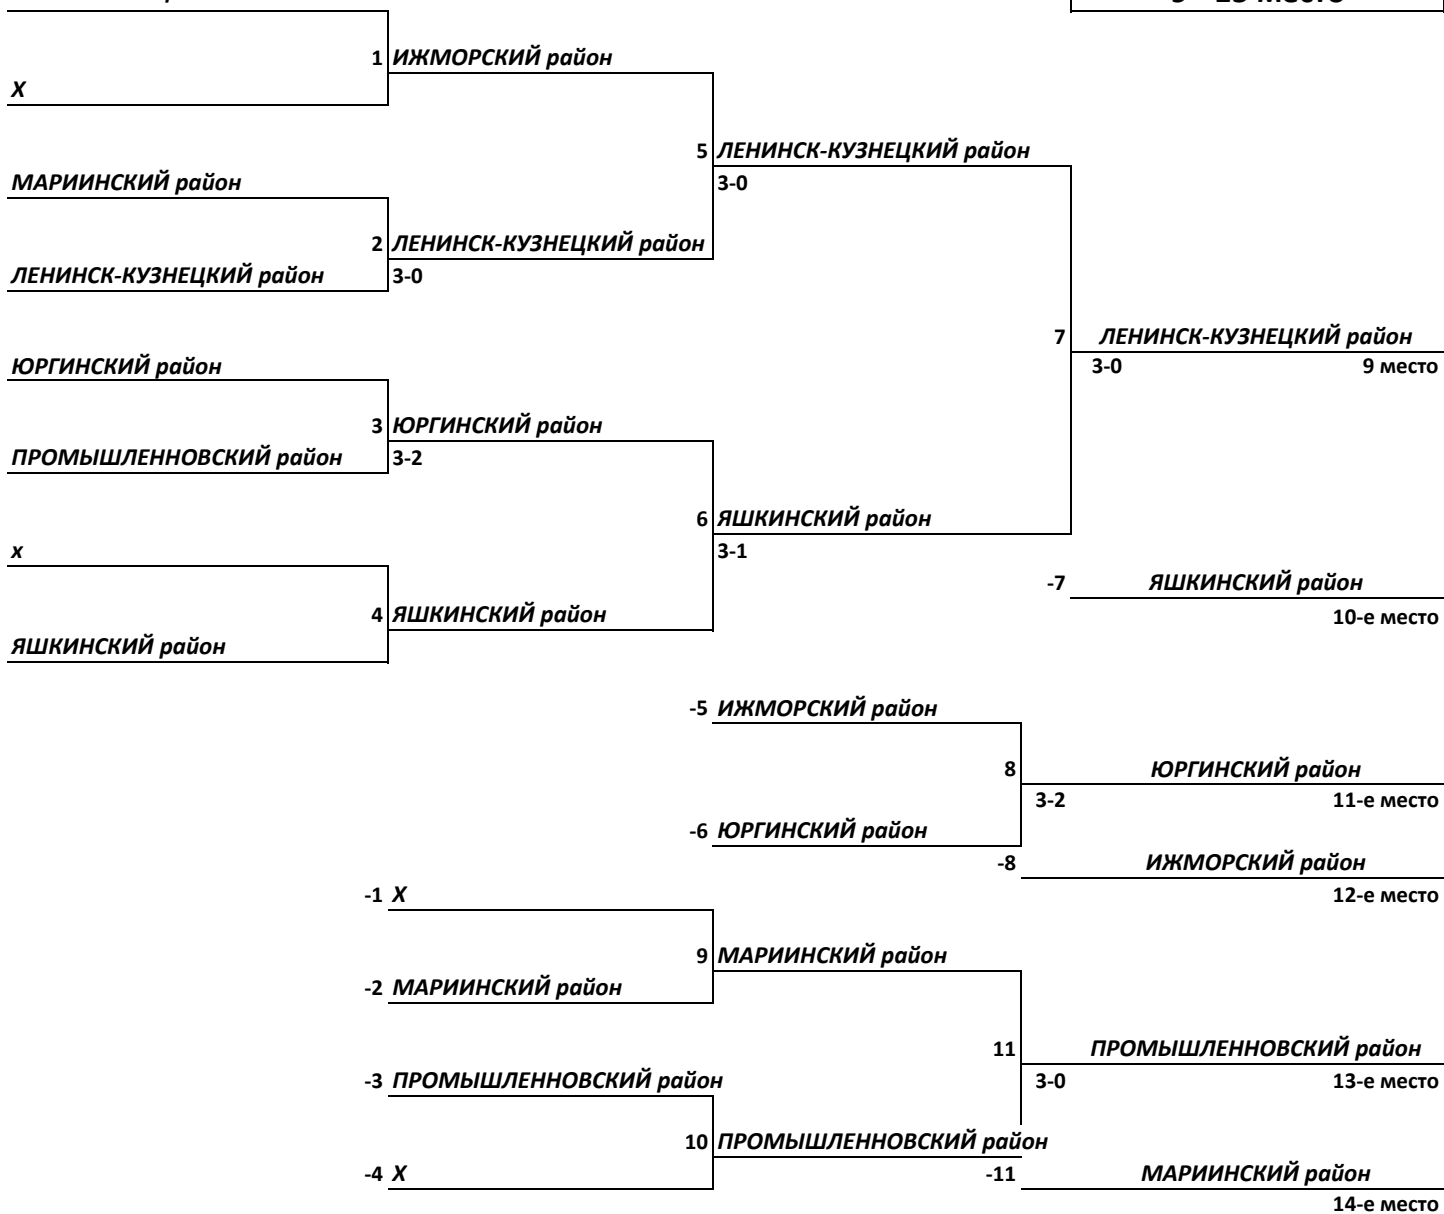 1 ИЖМОРСКИЙ район
X
5 ЛЕНИНСК-КУЗНЕЦКИЙ район
МАРИИНСКИЙ район
3-0
2 ЛЕНИНСК-КУЗНЕЦКИЙ район
ЛЕНИНСК-КУЗНЕЦКИЙ район
3-0
7 ЛЕНИНСК-КУЗНЕЦКИЙ район
ЮРГИНСКИЙ район
3-0 9 место
3 ЮРГИНСКИЙ район
ПРОМЫШЛЕННОВСКИЙ район
3-2
6 ЯШКИНСКИЙ район
x
3-1
-7 ЯШКИНСКИЙ район
4 ЯШКИНСКИЙ район
10-е место
ЯШКИНСКИЙ район
-5 ИЖМОРСКИЙ район
8 ЮРГИНСКИЙ район
3-2 11-е место
-6 ЮРГИНСКИЙ район
-8 ИЖМОРСКИЙ район
-1 X
12-е место
9 МАРИИНСКИЙ район
-2 МАРИИНСКИЙ район
11 ПРОМЫШЛЕННОВСКИЙ район
-3 ПРОМЫШЛЕННОВСКИЙ район
3-0 13-е место
10 ПРОМЫШЛЕННОВСКИЙ район
-4 X
-11 МАРИИНСКИЙ район
14-е место